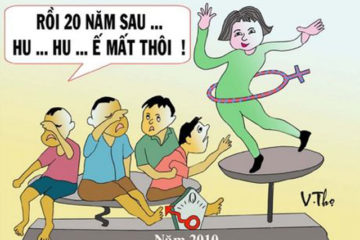 RỒI 20 NĂM SAU ...
HU ... HU ... Ế MẤT THÔI !
V.Thọ
Năm 2010